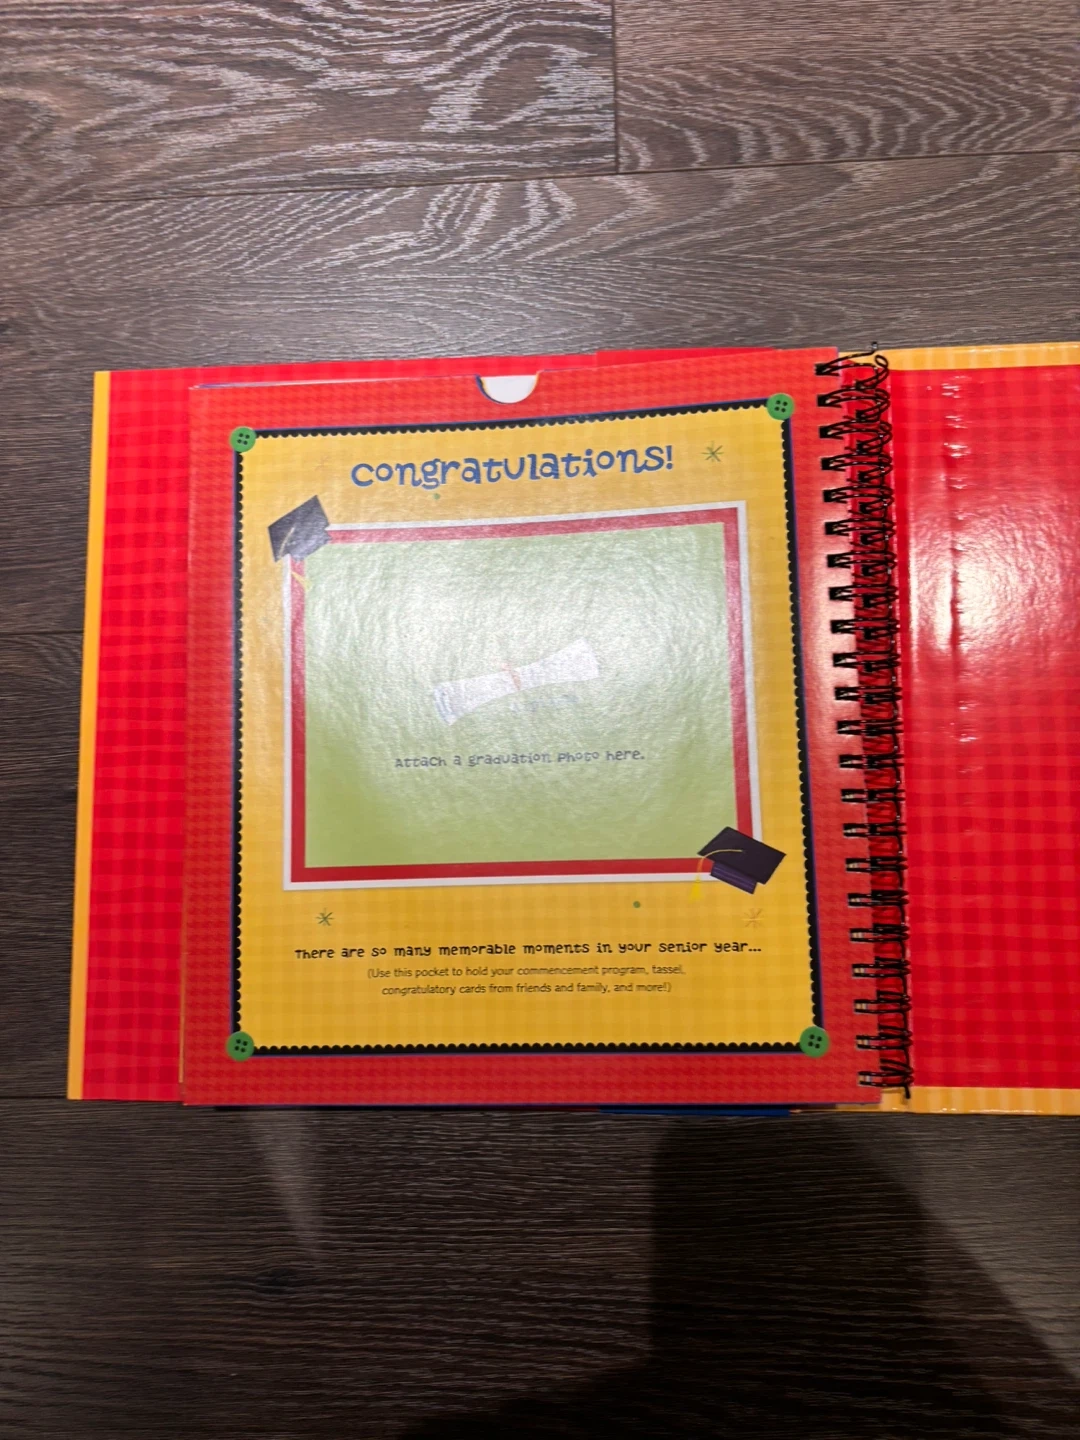 Congratulations!
Attach a graduation photo here.
There are so many memorable moments in your senior year...
(Use this pocket to hold your commencement program, tassel,
congratulatory cards from friends and family, and more!)